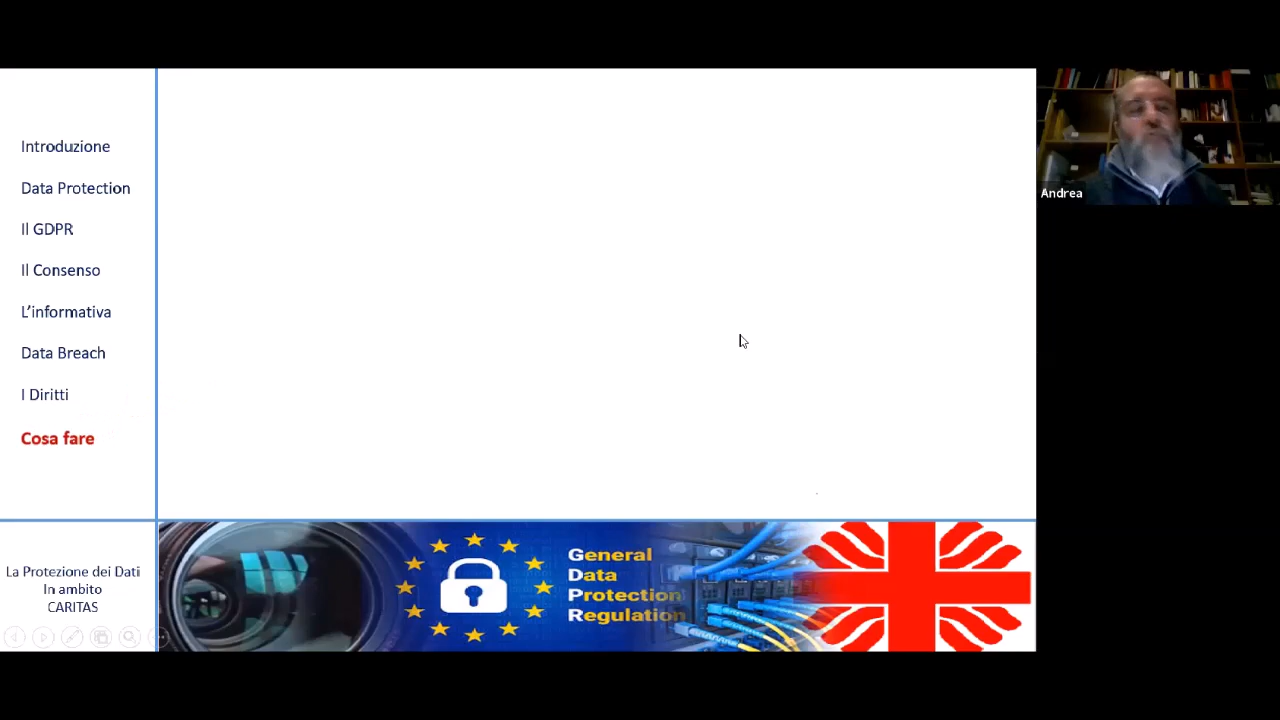 Introduzione
Data Protection
Il GDPR
Il Consenso
L'informativa
Data Breach
I Diritti
Cosa fare
La Protezione dei Dati
In ambito
CARITAS
General
Data
Protection
Regulation
Andrea